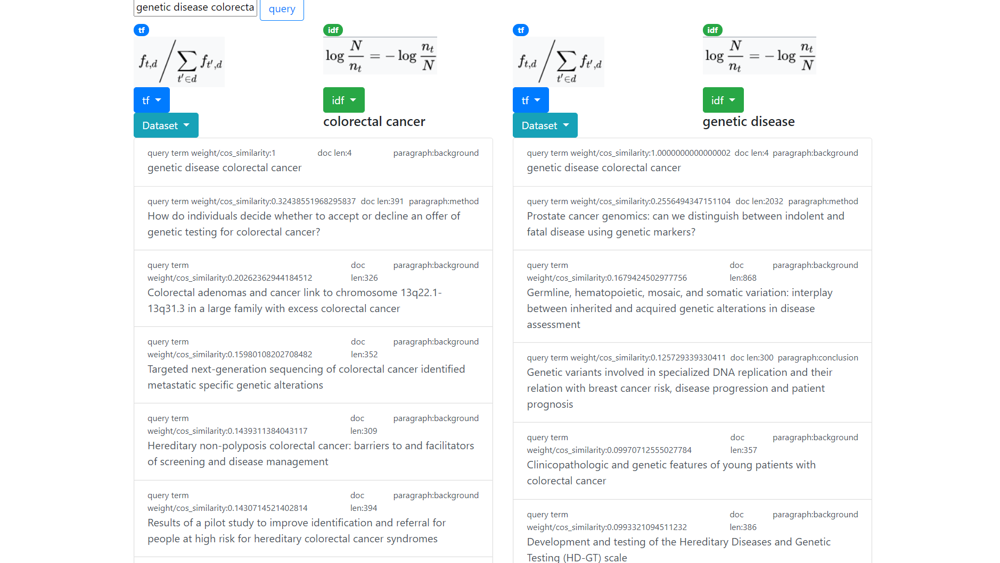 genetic disease colorecta
query
tf
idf
f_{t,d} / \sum_{t'∈d} f_{t',d}
log N/n_t = − log n_t/N
tf
idf
Dataset
colorectal cancer
query term weight/cos_similarity:1 doc len:4 paragraph:background
genetic disease colorectal cancer
query term weight/cos_similarity:0.32438551968295837 doc len:391 paragraph:method
How do individuals decide whether to accept or decline an offer of
genetic testing for colorectal cancer?
query term doc paragraph:background
weight/cos_similarity:0.20262362944184512 len:326
Colorectal adenomas and cancer link to chromosome 13q22.1-
13q31.3 in a large family with excess colorectal cancer
query term doc paragraph:background
weight/cos_similarity:0.15980108202708482 len:352
Targeted next-generation sequencing of colorectal cancer identified
metastatic specific genetic alterations
query term doc paragraph:background
weight/cos_similarity:0.1439311384043117 len:309
Hereditary non-polyposis colorectal cancer: barriers to and facilitators
of screening and disease management
query term doc paragraph:background
weight/cos_similarity:0.1430714521402814 len:394
Results of a pilot study to improve identification and referral for
people at high risk for hereditary colorectal cancer syndromes
tf
idf
f_{t,d} / \sum_{t'∈d} f_{t',d}
log N/n_t = − log n_t/N
tf
idf
Dataset
genetic disease
query term weight/cos_similarity:1.0000000000000002 doc len:4 paragraph:background
genetic disease colorectal cancer
query term weight/cos_similarity:0.2556494347151104 doc len:2032 paragraph:method
Prostate cancer genomics: can we distinguish between indolent and
fatal disease using genetic markers?
query term doc paragraph:background
weight/cos_similarity:0.1679424502977756 len:868
Germline, hematopoietic, mosaic, and somatic variation: interplay
between inherited and acquired genetic alterations in disease
assessment
query term weight/cos_similarity:0.125729339330411 doc len:300 paragraph:conclusion
Genetic variants involved in specialized DNA replication and their
relation with breast cancer risk, disease progression and patient
prognosis
query term doc paragraph:background
weight/cos_similarity:0.09970712555027784 len:357
Clinicopathologic and genetic features of young patients with
colorectal cancer
query term doc paragraph:background
weight/cos_similarity:0.0993321094511232 len:386
Development and testing of the Hereditary Diseases and Genetic
Testing (HD-GT) scale